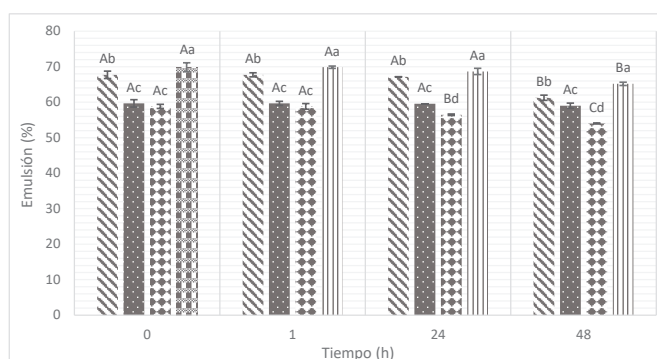 80
70
60
50
40
30
20
10
0
Emulsión (%)
Ab Ac Ac Aa
Ab Ac Ac Aa
Ab Ac Bd Aa
Bb Ac Cd Ba
0 1 24 48
Tiempo (h)